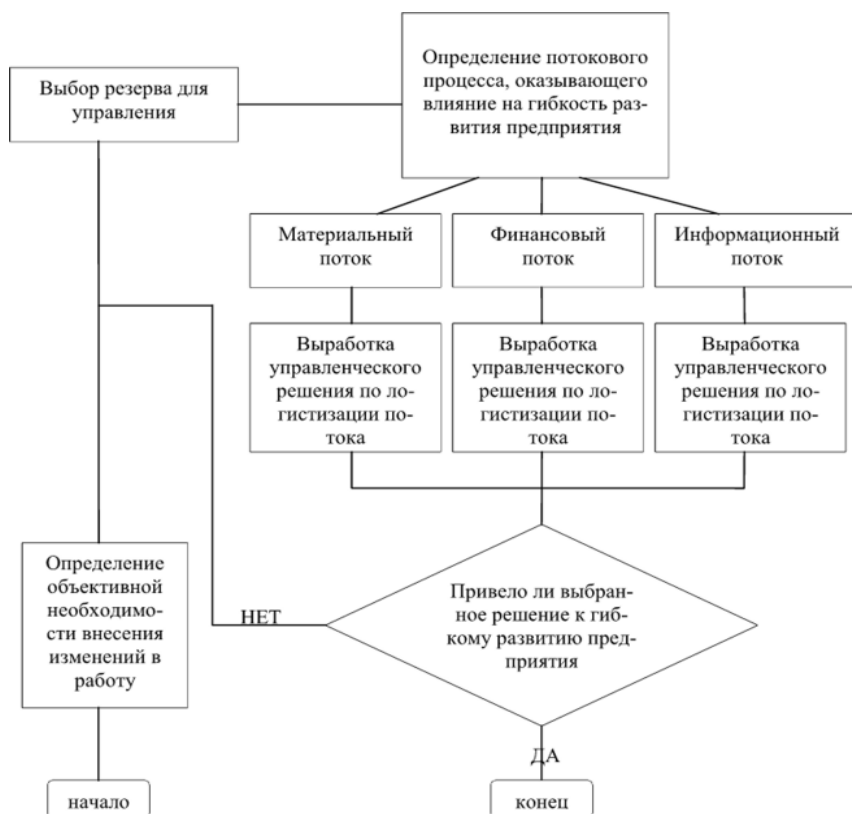 Выбор резерва для
управления
Определение потокового
процесса, оказывающего
влияние на гибкость раз-
вития предприятия
Материальный
поток
Финансовый
поток
Информационный
поток
Выработка
управленческого
решения по ло-
гистизации по-
тока
Выработка
управленческого
решения по ло-
гистизации по-
тока
Выработка
управленческого
решения по ло-
гистизации по-
тока
Определение
объективной
необходимо-
сти внесения
изменений в
работу
НЕТ
Привело ли выбран-
ное решение к гиб-
кому развитию пред-
приятия
ДА
начало
конец